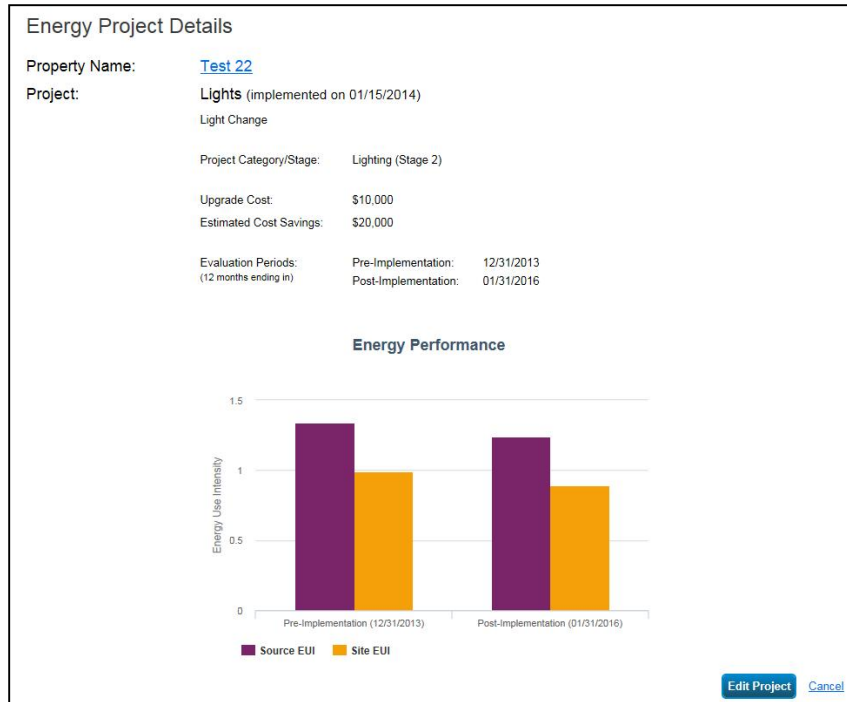 Energy Project Details
Property Name: Test 22
Project: Lights (implemented on 01/15/2014)
Light Change
Project Category/Stage: Lighting (Stage 2)
Upgrade Cost: $10,000
Estimated Cost Savings: $20,000
Evaluation Periods: Pre-Implementation: 12/31/2013
(12 months ending in) Post-Implementation: 01/31/2016
Energy Performance
1.5
1
0.5
0
Energy Use Intensity
Pre-Implementation (12/31/2013) Post-Implementation (01/31/2016)
Source EUI Site EUI
Edit Project Cancel